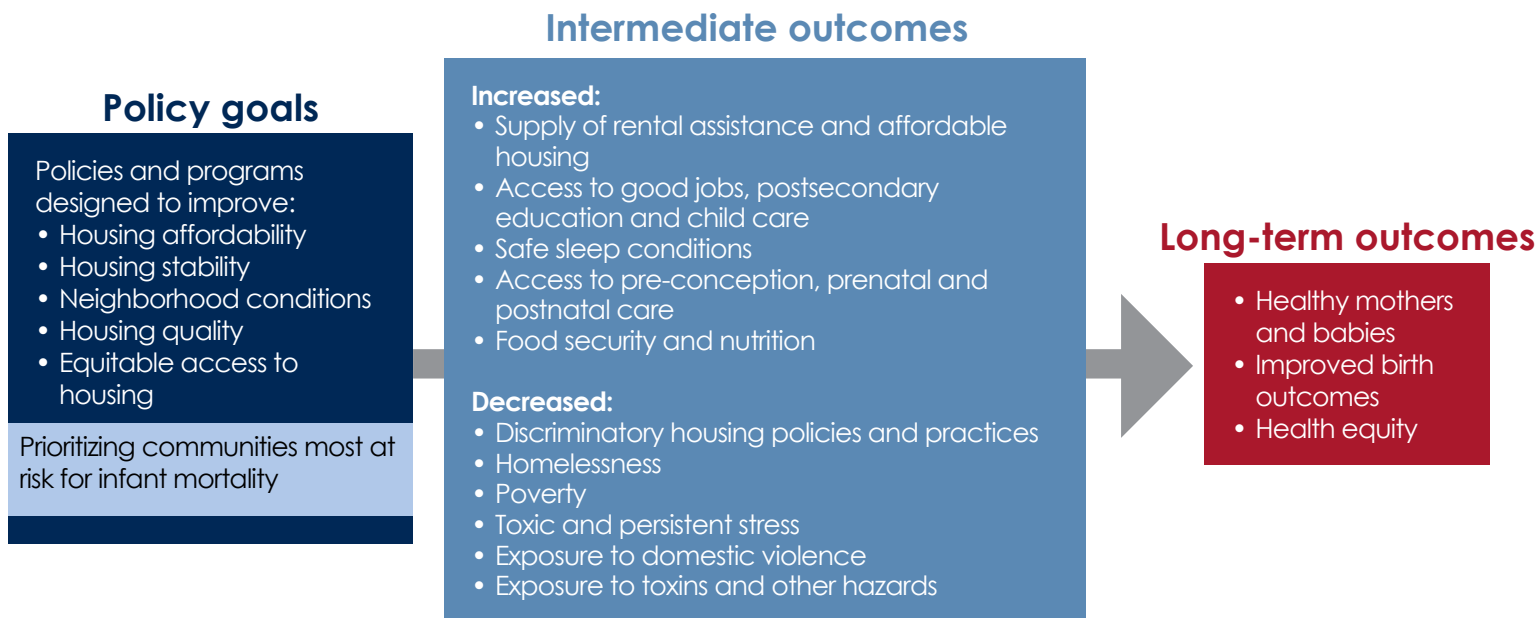 Policy goals
Policies and programs
designed to improve:
• Housing affordability
• Housing stability
• Neighborhood conditions
• Housing quality
• Equitable access to
housing
Prioritizing communities most at
risk for infant mortality
Intermediate outcomes
Increased:
• Supply of rental assistance and affordable
housing
• Access to good jobs, postsecondary
education and child care
• Safe sleep conditions
• Access to pre-conception, prenatal and
postnatal care
• Food security and nutrition
Decreased:
• Discriminatory housing policies and practices
• Homelessness
• Poverty
• Toxic and persistent stress
• Exposure to domestic violence
• Exposure to toxins and other hazards
Long-term outcomes
• Healthy mothers
and babies
• Improved birth
outcomes
• Health equity